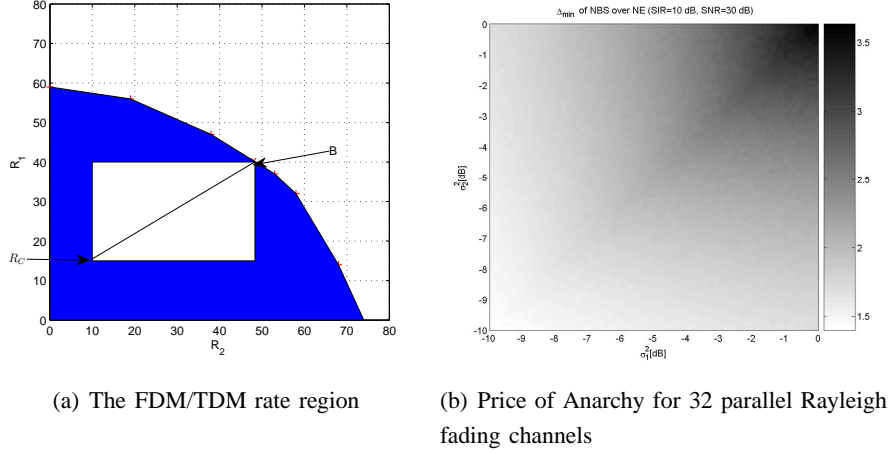 80
70
60
50
40
30
20
10
0
R₁
0 10 20 30 40 50 60 70 80
R₂
B
R_C
Δmin of NBS over NE (SIR=10 dB, SNR=30 dB)
0
-1
-2
-3
-4
-5
-6
-7
-8
-9
-10
σ²₂[dB]
-10 -9 -8 -7 -6 -5 -4 -3 -2 -1 0
σ²₁[dB]
3.5
3
2.5
2
1.5
(a) The FDM/TDM rate region
(b) Price of Anarchy for 32 parallel Rayleigh
fading channels